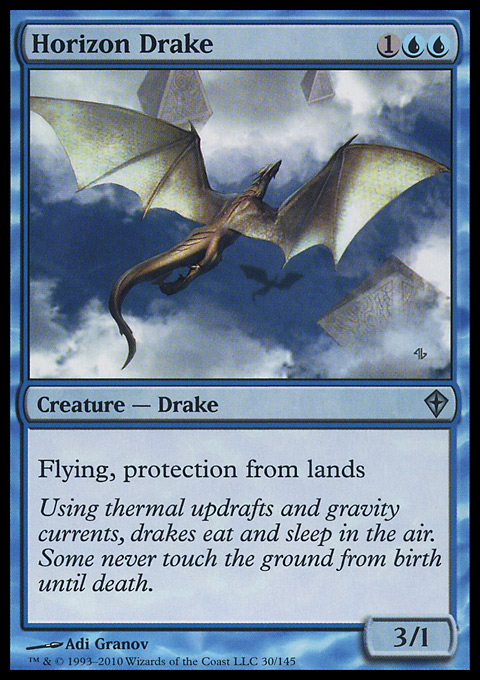 Horizon Drake 1
Creature — Drake
Flying, protection from lands
Using thermal updrafts and gravity
currents, drakes eat and sleep in the air.
Some never touch the ground from birth
until death.
3/1
Adi Granov
™ & © 1993–2010 Wizards of the Coast LLC 30/145